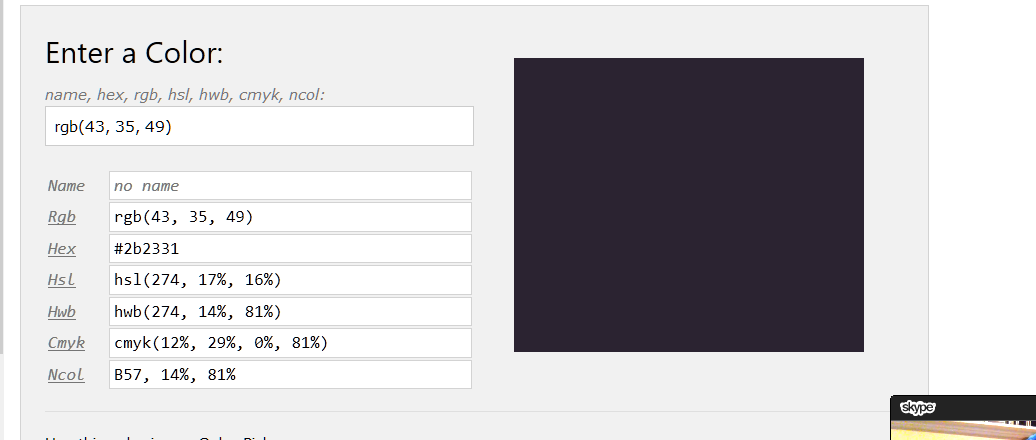 Enter a Color:
name, hex, rgb, hsl, hwb, cmyk, ncol:
rgb(43, 35, 49)
Name no name
Rgb rgb(43, 35, 49)
Hex #2b2331
Hsl hsl(274, 17%, 16%)
Hwb hwb(274, 14%, 81%)
Cmyk cmyk(12%, 29%, 0%, 81%)
Ncol B57, 14%, 81%
skype